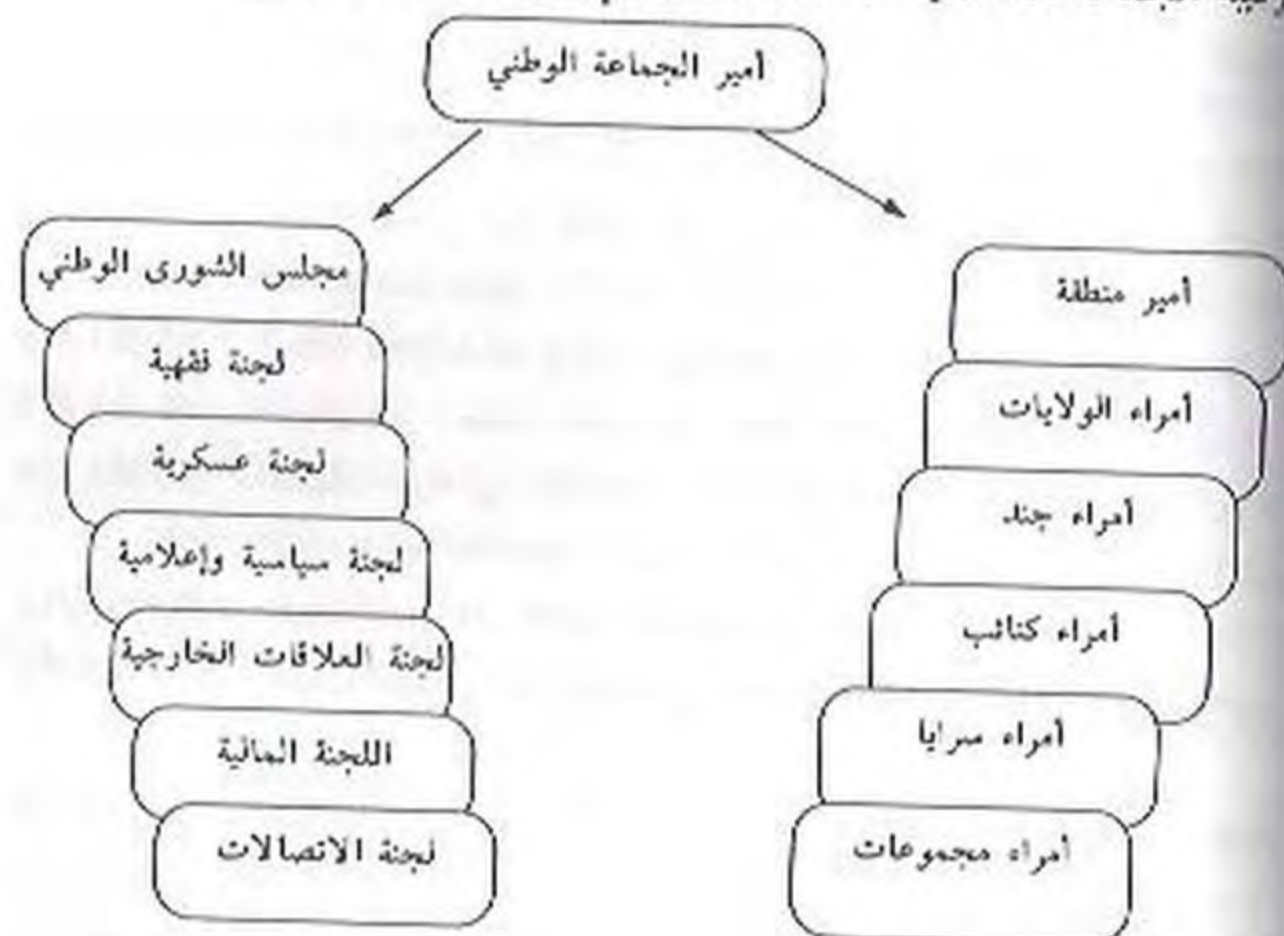 أمير الجماعة الوطني
أمير منطقة
أمراء الولايات
أمراء جند
أمراء كتائب
أمراء سرايا
أمراء مجموعات
مجلس الشورى الوطني
لجنة فقهية
لجنة عسكرية
لجنة سياسية وإعلامية
لجنة العلاقات الخارجية
اللجنة المالية
لجنة الاتصالات